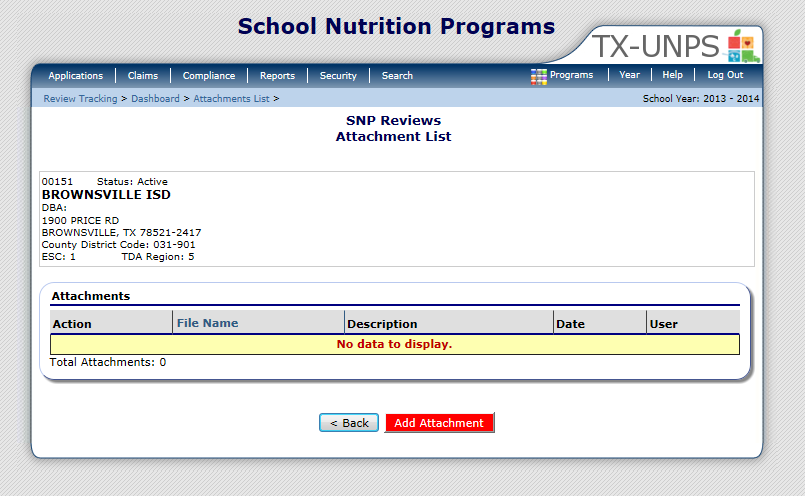 School Nutrition Programs
TX-UNPS
Applications Claims Compliance Reports Security Search Programs Year Help Log Out
Review Tracking > Dashboard > Attachments List > School Year: 2013 - 2014
SNP Reviews
Attachment List
00151 Status: Active
BROWNSVILLE ISD
DBA:
1900 PRICE RD
BROWNSVILLE, TX 78521-2417
County District Code: 031-901
ESC: 1 TDA Region: 5
Attachments
Action File Name Description Date User
No data to display.
Total Attachments: 0
< Back Add Attachment